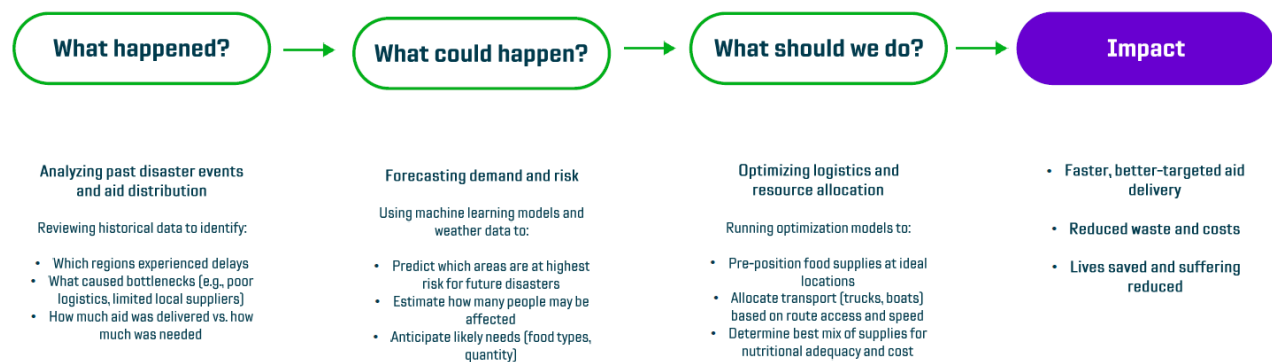 What happened?
What could happen?
What should we do?
Impact
Analyzing past disaster events
and aid distribution
Reviewing historical data to identify:
• Which regions experienced delays
• What caused bottlenecks (e.g., poor
logistics, limited local suppliers)
• How much aid was delivered vs. how
much was needed
Forecasting demand and risk
Using machine learning models and
weather data to:
• Predict which areas are at highest
risk for future disasters
• Estimate how many people may be
affected
• Anticipate likely needs (food types,
quantity)
Optimizing logistics and
resource allocation
Running optimization models to:
• Pre-position food supplies at ideal
locations
• Allocate transport (trucks, boats)
based on route access and speed
• Determine best mix of supplies for
nutritional adequacy and cost
• Faster, better-targeted aid
delivery
• Reduced waste and costs
• Lives saved and suffering
reduced